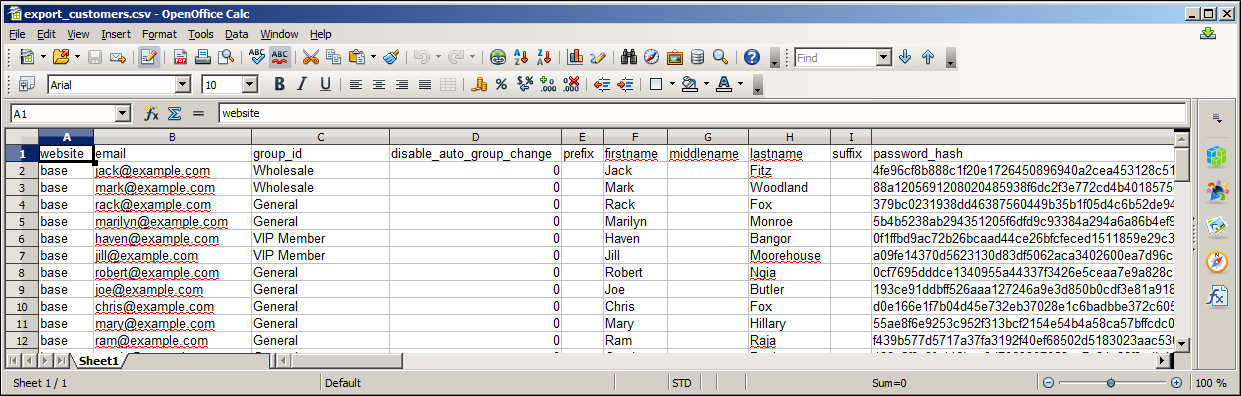 export_customers.csv - OpenOffice Calc
File Edit View Insert Format Tools Data Window Help
Find
Arial 10 B I U
A1 website
A B C D E F G H I
1 website email group_id disable_auto_group_change prefix firstname middlename lastname suffix password_hash
2 base jack@example.com Wholesale 0 Jack Fitz 4fe96cf8b888c1f20e1726450896940a2cea453128c51
3 base mark@example.com Wholesale 0 Mark Woodland 88a1205691208020485938f6dc2f3e772cd4b4018575
4 base rack@example.com General 0 Rack Fox 379bc0231938dd46387560449b35b1f05d4c6b52de94
5 base marilyn@example.com General 0 Marilyn Monroe 5b4b5238ab294351205f6dfd9c93384a294a6a86b4ef9
6 base haven@example.com VIP Member 0 Haven Bangor 0f1ffbd9ac72b26bcaad44ce26bfcfeced1511859e29c3
7 base jill@example.com VIP Member 0 Jill Moorehouse a09fe14370d5623130d83df5062aca3402600ea7d96c
8 base robert@example.com General 0 Robert Ngja 0cf7695dddce1340955a44337f3426e5ceaa7e9a828c
9 base joe@example.com General 0 Joe Butler 193ce91ddbff526aaa127246a9e3d850b0cdf3e81a918
10 base chris@example.com General 0 Chris Fox d0e166e1f7b04d45e732eb37028e1c6badbbe372c605
11 base mary@example.com General 0 Mary Hillary 55ae8f6e9253c952f313bcf2154e54b4a58ca57bffcdc0
12 base ram@example.com General 0 Ram Raja f439b577d5717a37fa3192f40ef68502d5183023aac530
Sheet1
Sheet 1 / 1 Default STD Sum=0 100 %